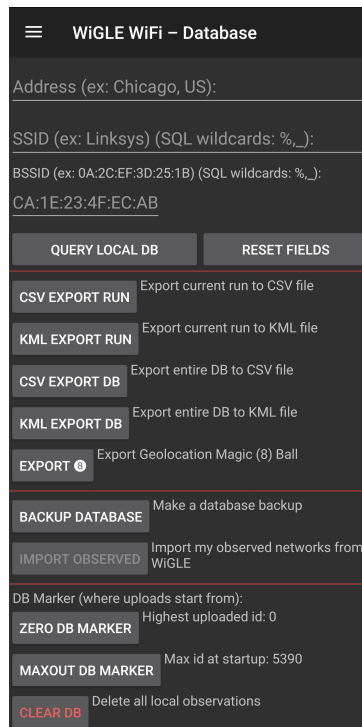 WiGLE WiFi – Database
Address (ex: Chicago, US):
SSID (ex: Linksys) (SQL wildcards: %,_):
BSSID (ex: 0A:2C:EF:3D:25:1B) (SQL wildcards: %,_):
CA:1E:23:4F:EC:AB
QUERY LOCAL DB RESET FIELDS
CSV EXPORT RUN Export current run to CSV file
KML EXPORT RUN Export current run to KML file
CSV EXPORT DB Export entire DB to CSV file
KML EXPORT DB Export entire DB to KML file
EXPORT ➑ Export Geolocation Magic (8) Ball
BACKUP DATABASE Make a database backup
IMPORT OBSERVED Import my observed networks from
WiGLE
DB Marker (where uploads start from):
ZERO DB MARKER Highest uploaded id: 0
MAXOUT DB MARKER Max id at startup: 5390
CLEAR DB Delete all local observations